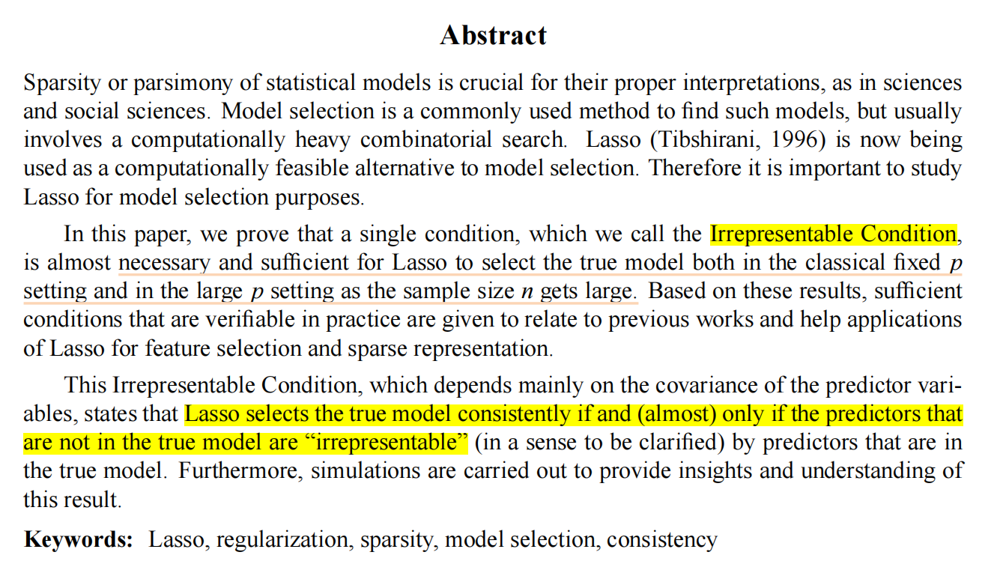 Abstract
Sparsity or parsimony of statistical models is crucial for their proper interpretations, as in sciences
and social sciences. Model selection is a commonly used method to find such models, but usually
involves a computationally heavy combinatorial search. Lasso (Tibshirani, 1996) is now being
used as a computationally feasible alternative to model selection. Therefore it is important to study
Lasso for model selection purposes.
In this paper, we prove that a single condition, which we call the Irrepresentable Condition,
is almost necessary and sufficient for Lasso to select the true model both in the classical fixed p
setting and in the large p setting as the sample size n gets large. Based on these results, sufficient
conditions that are verifiable in practice are given to relate to previous works and help applications
of Lasso for feature selection and sparse representation.
This Irrepresentable Condition, which depends mainly on the covariance of the predictor vari-
ables, states that Lasso selects the true model consistently if and (almost) only if the predictors that
are not in the true model are “irrepresentable” (in a sense to be clarified) by predictors that are in
the true model. Furthermore, simulations are carried out to provide insights and understanding of
this result.
Keywords: Lasso, regularization, sparsity, model selection, consistency